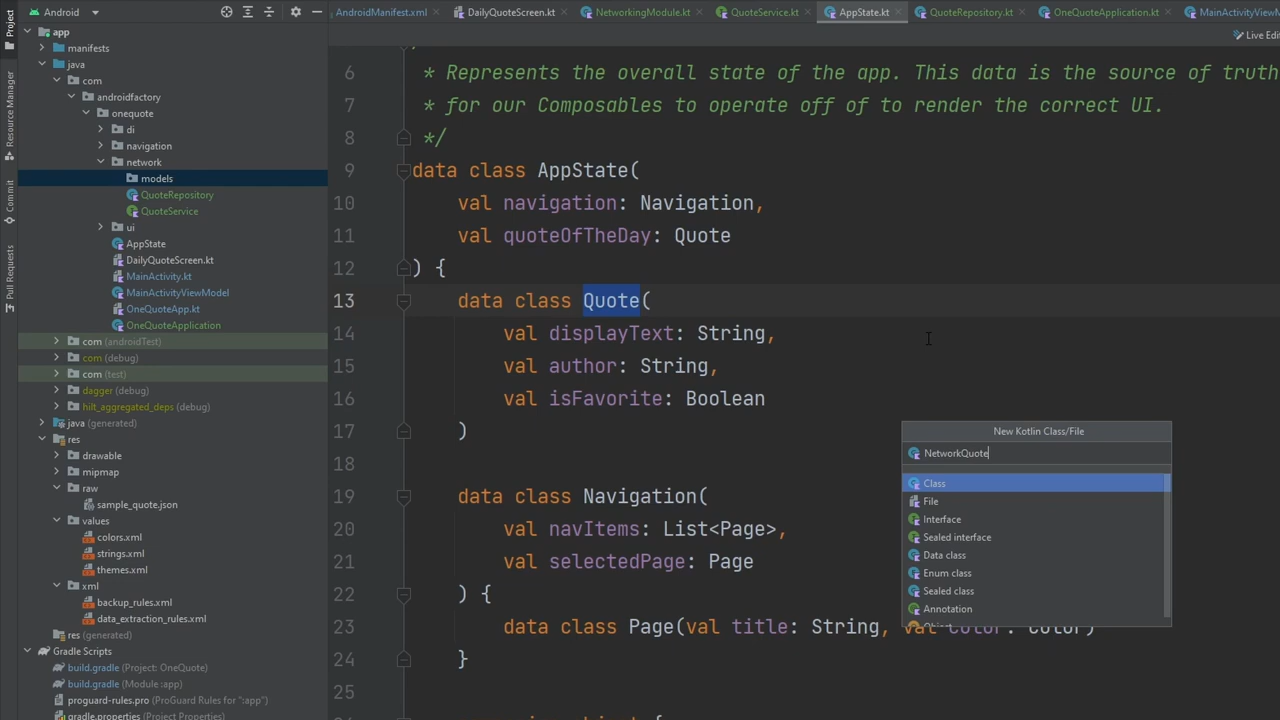 Android
AndroidManifest.xml
DailyQuoteScreen.kt
NetworkingModule.kt
QuoteService.kt
AppState.kt
QuoteRepository.kt
OneQuoteApplication.kt
Project
Resource Manager
Commit
Pull Requests
app
manifests
java
com
androidfactory
onequote
di
navigation
network
models
QuoteRepository
QuoteService
ui
AppState
DailyQuoteScreen.kt
MainActivity.kt
MainActivityViewModel
OneQuoteApp.kt
OneQuoteApplication
com (androidTest)
com (debug)
com (test)
dagger (debug)
hilt_aggregated_deps (debug)
java (generated)
res
drawable
mipmap
raw
sample_quote.json
values
colors.xml
strings.xml
themes.xml
xml
backup_rules.xml
data_extraction_rules.xml
res (generated)
Gradle Scripts
build.gradle (Project: OneQuote)
build.gradle (Module :app)
proguard-rules.pro (ProGuard Rules for ":app")
gradle.properties (Project Properties)
6 * Represents the overall state of the app. This data is the source of truth
7 * for our Composables to operate off of to render the correct UI.
8 */
9 data class AppState(
10 val navigation: Navigation,
11 val quoteOfTheDay: Quote
12 ) {
13 data class Quote(
14 val displayText: String,
15 val author: String,
16 val isFavorite: Boolean
17 )
18
19 data class Navigation(
20 val navItems: List<Page>,
21 val selectedPage: Page
22 ) {
23 data class Page(val title: String, val color: Color)
24 }
25
New Kotlin Class/File
NetworkQuote
Class
File
Interface
Sealed interface
Data class
Enum class
Sealed class
Annotation
Object